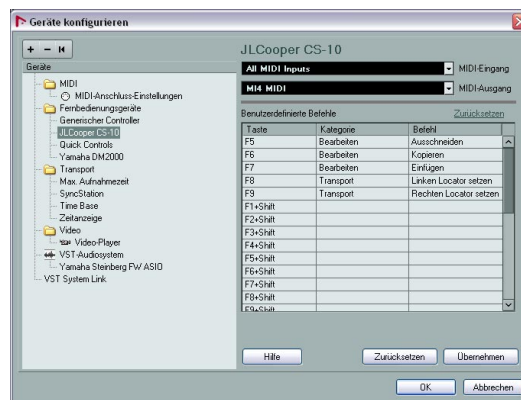 Geräte konfigurieren
Geräte
MIDI
MIDI-Anschluss-Einstellungen
Fernbedienungsgeräte
Generischer Controller
JLCooper CS-10
Quick Controls
Yamaha DM2000
Transport
Max. Aufnahmezeit
SyncStation
Time Base
Zeitanzeige
Video
Video-Player
VST-Audiosystem
Yamaha Steinberg FW ASIO
VST System Link
JLCooper CS-10
All MIDI Inputs MIDI-Eingang
MI4 MIDI MIDI-Ausgang
Benutzerdefinierte Befehle Zurücksetzen
Taste Kategorie Befehl
F5 Bearbeiten Ausschneiden
F6 Bearbeiten Kopieren
F7 Bearbeiten Einfügen
F8 Transport Linken Locator setzen
F9 Transport Rechten Locator setzen
F1+Shift
F2+Shift
F3+Shift
F4+Shift
F5+Shift
F6+Shift
F7+Shift
F8+Shift
F9+Shift
Hilfe Zurücksetzen Übernehmen
OK Abbrechen